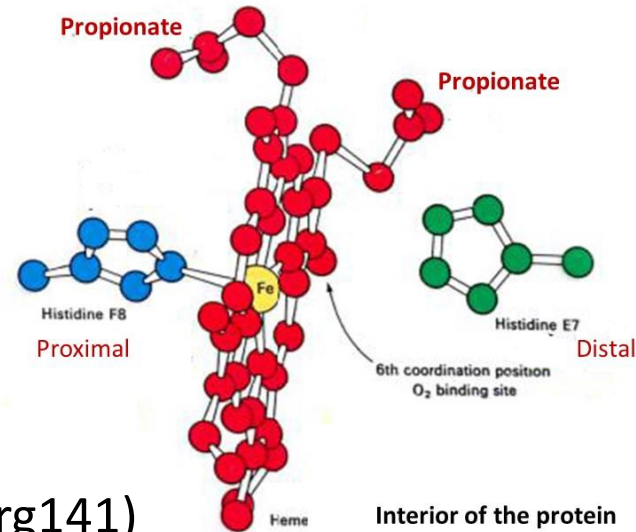 Propionate
Propionate
Fe
Histidine F8
Proximal
Histidine E7
Distal
6th coordination position
O₂ binding site
rg141)
Heme
Interior of the protein